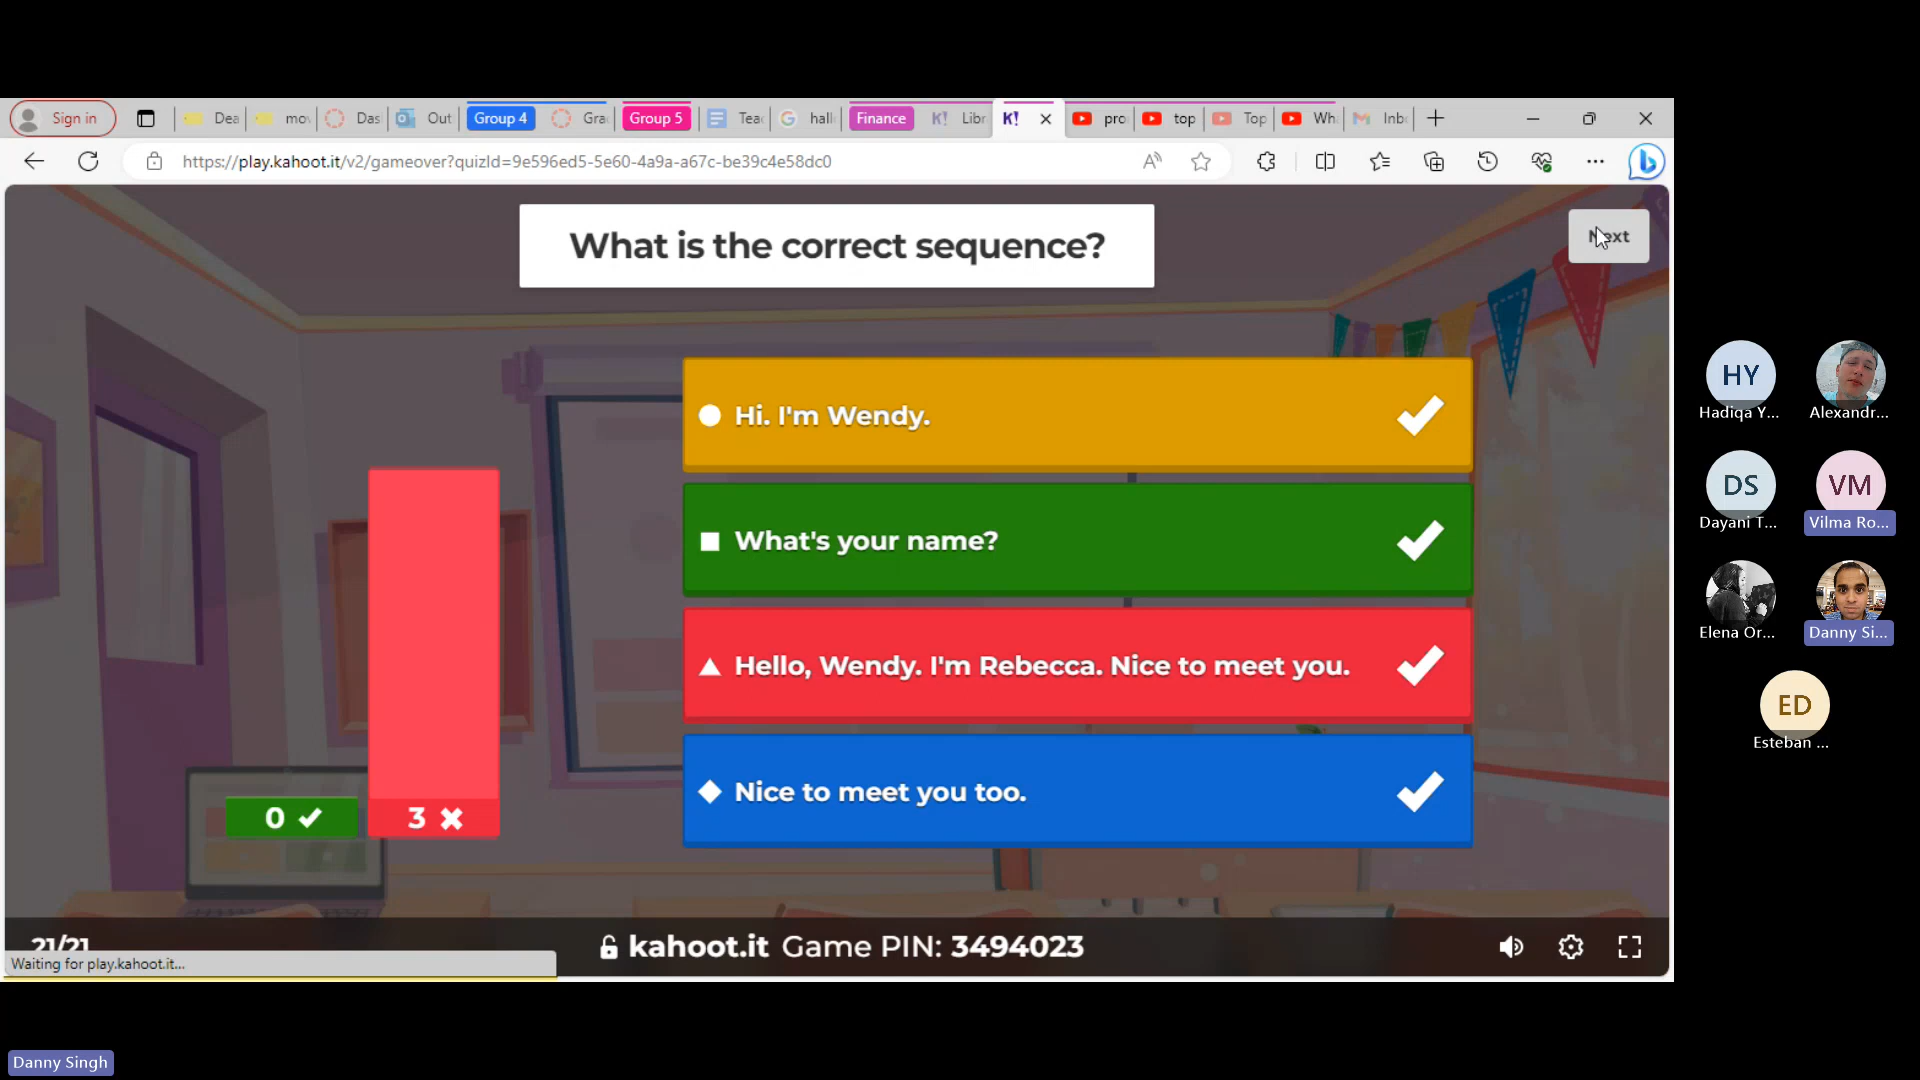 Sign in
Dea
mov
Das
Out
Group 4
Gra
Group 5
Tea
hall
Finance
K! Libr
K!
pro
top
Top
Wh
Inb
https://play.kahoot.it/v2/gameover?quizId=9e596ed5-5e60-4a9a-a67c-be39c4e58dc0
What is the correct sequence?
Next
Hi. I'm Wendy.
What's your name?
Hello, Wendy. I'm Rebecca. Nice to meet you.
Nice to meet you too.
0
3
21/21
kahoot.it Game PIN: 3494023
Waiting for play.kahoot.it...
HY
Hadiqa Y...
Alexandr...
DS
Dayani T...
VM
Vilma Ro...
Elena Or...
Danny Si...
ED
Esteban ...
Danny Singh